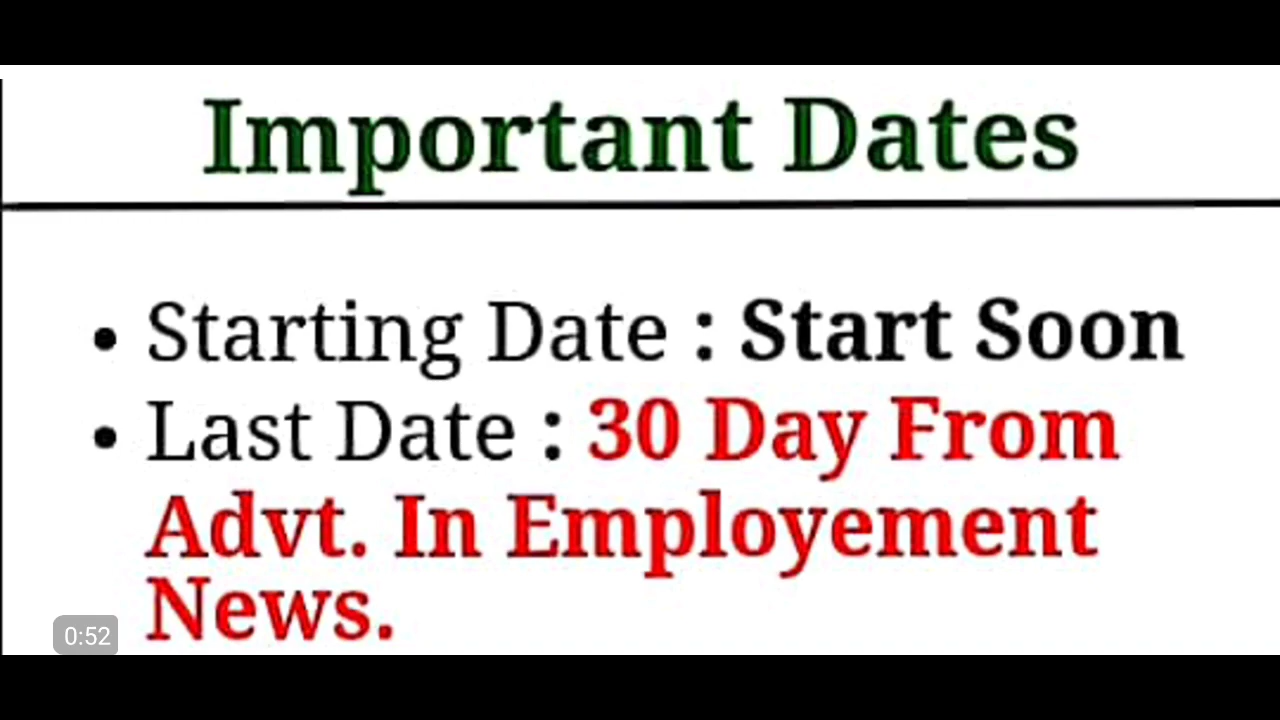 Important Dates
• Starting Date : Start Soon
• Last Date : 30 Day From
Advt. In Employement
News.
0:52